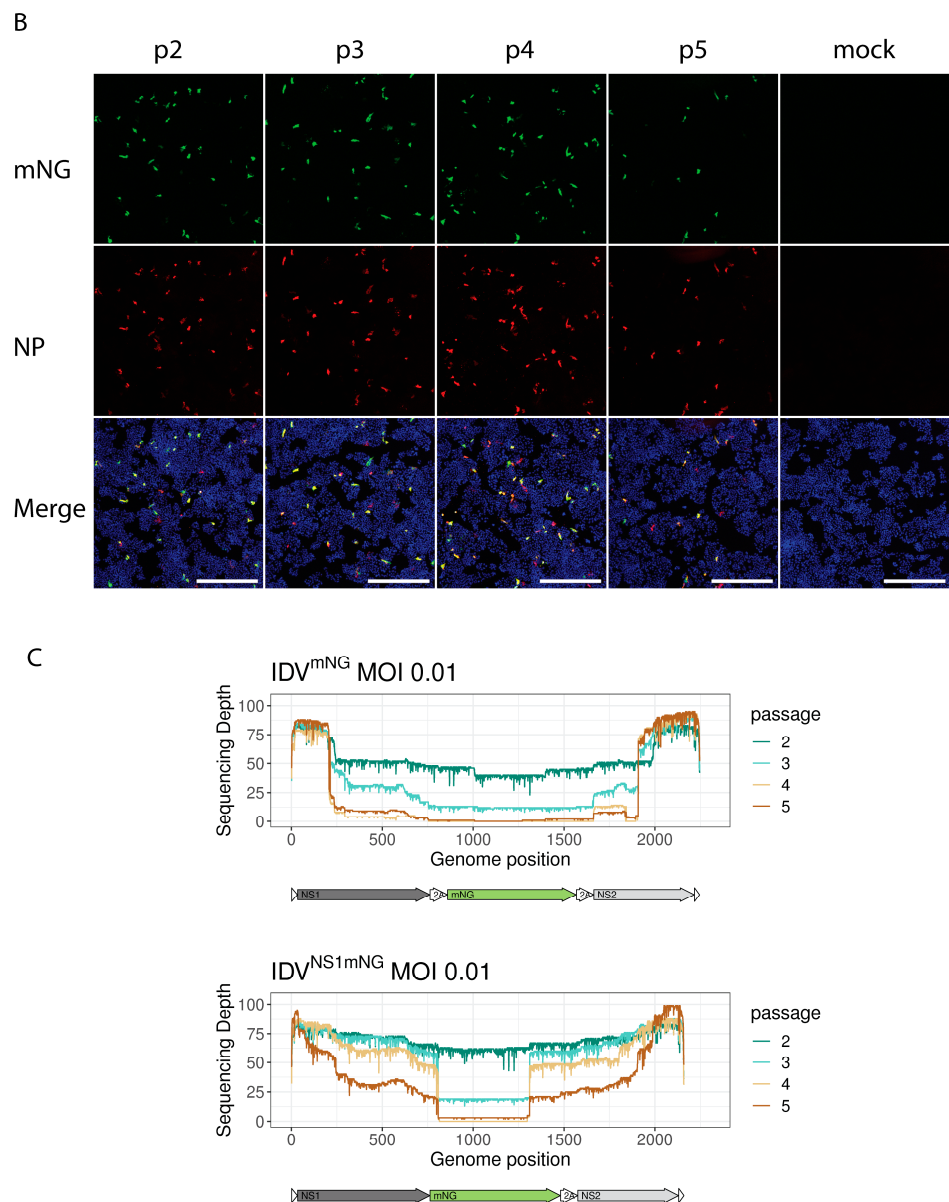 B
p2 p3 p4 p5 mock
mNG
NP
Merge
C
IDVmNG MOI 0.01
100
75
50
25
0
Sequencing Depth
0 500 1000 1500 2000
Genome position
passage
2
3
4
5
NS1 2A mNG 2A NS2
IDVNS1mNG MOI 0.01
100
75
50
25
0
Sequencing Depth
0 500 1000 1500 2000
Genome position
passage
2
3
4
5
NS1 mNG 2A NS2